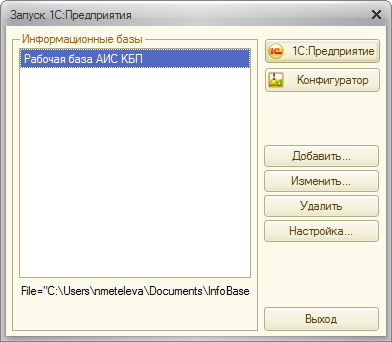 Запуск 1С:Предприятия
Информационные базы
Рабочая база АИС КБП
1С:Предприятие
Конфигуратор
Добавить...
Изменить...
Удалить
Настройка...
File="C:\Users\nmeteleva\Documents\InfoBase
Выход